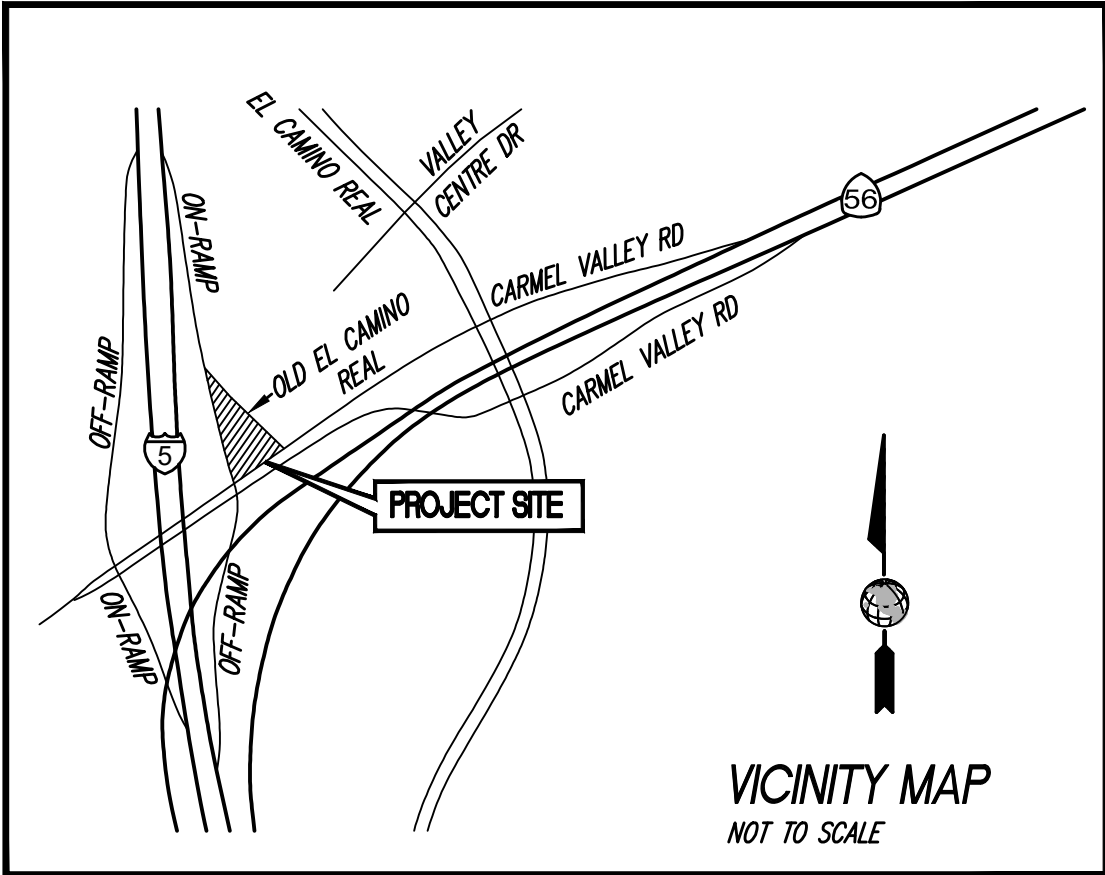 EL CAMINO REAL
VALLEY
CENTRE DR
ON-RAMP
56
CARMEL VALLEY RD
OLD EL CAMINO
REAL
CARMEL VALLEY RD
OFF-RAMP
5
PROJECT SITE
ON-RAMP
OFF-RAMP
VICINITY MAP
NOT TO SCALE